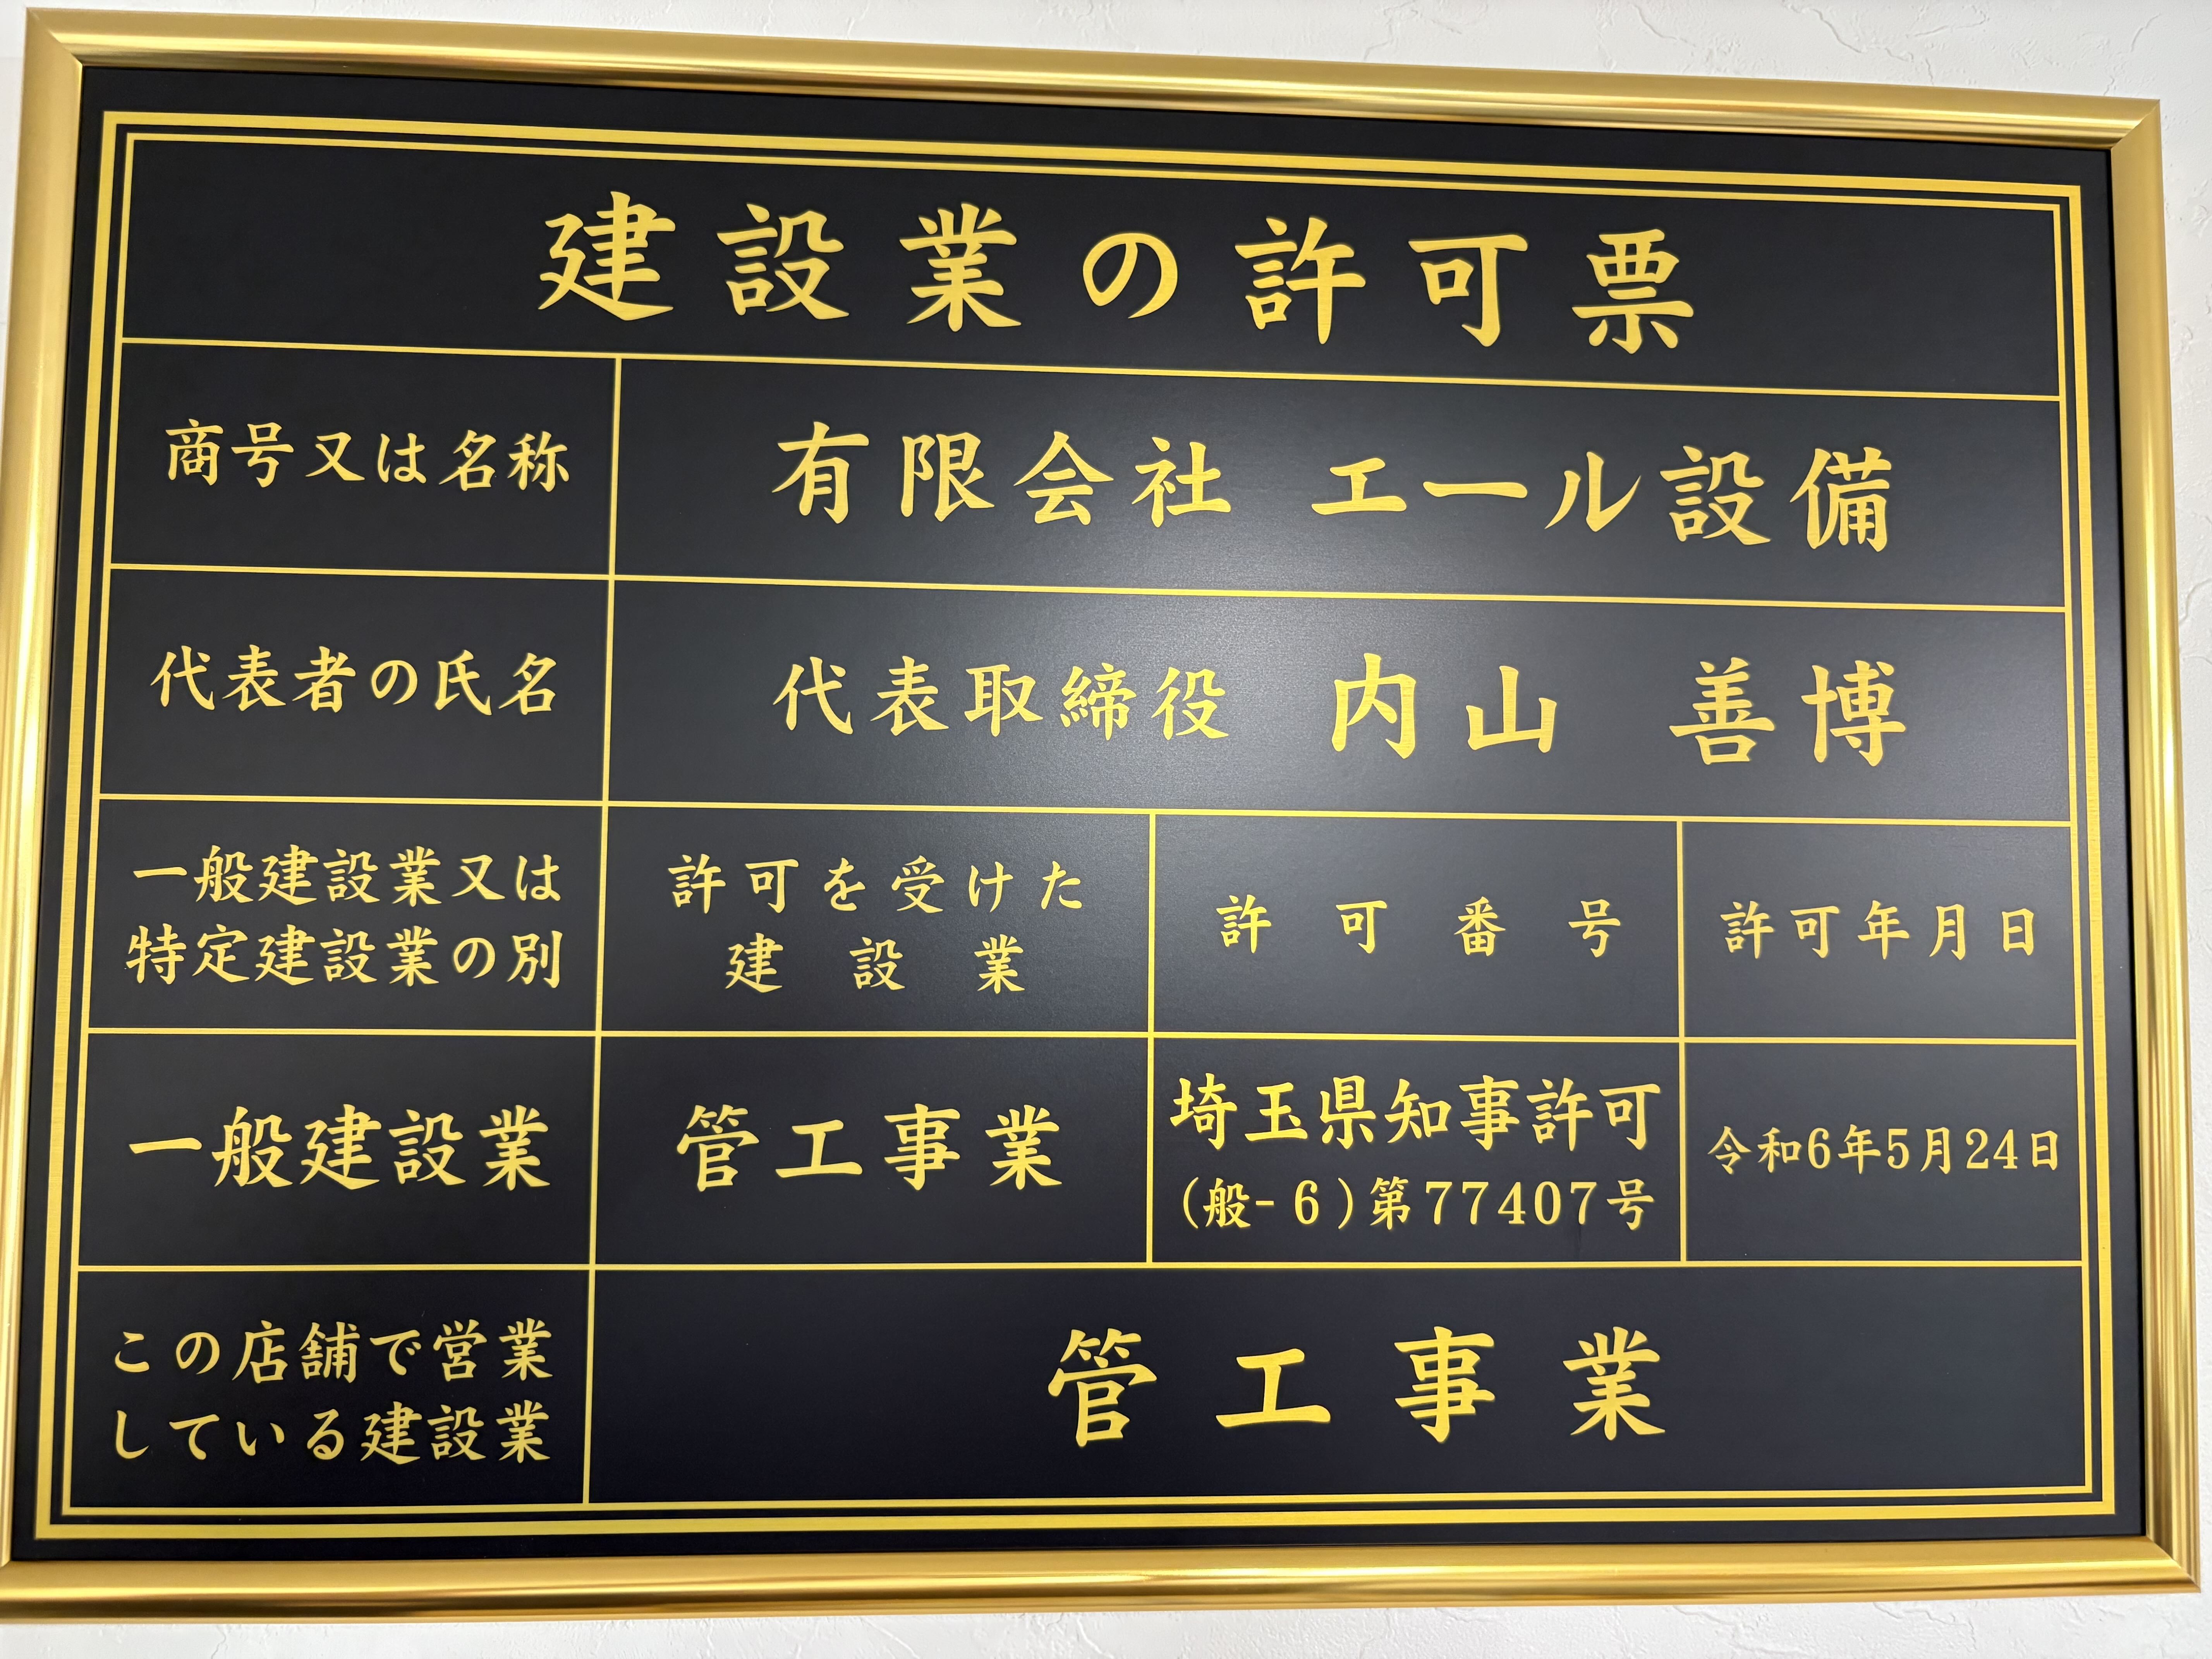 建設業の許可票
商号又は名称
有限会社 エール設備
代表者の氏名
代表取締役 内山 善博
一般建設業又は
特定建設業の別
許可を受けた
建設業
許可番号
許可年月日
一般建設業
管工事業
埼玉県知事許可
(般-6)第77407号
令和6年5月24日
この店舗で営業
している建設業
管工事業